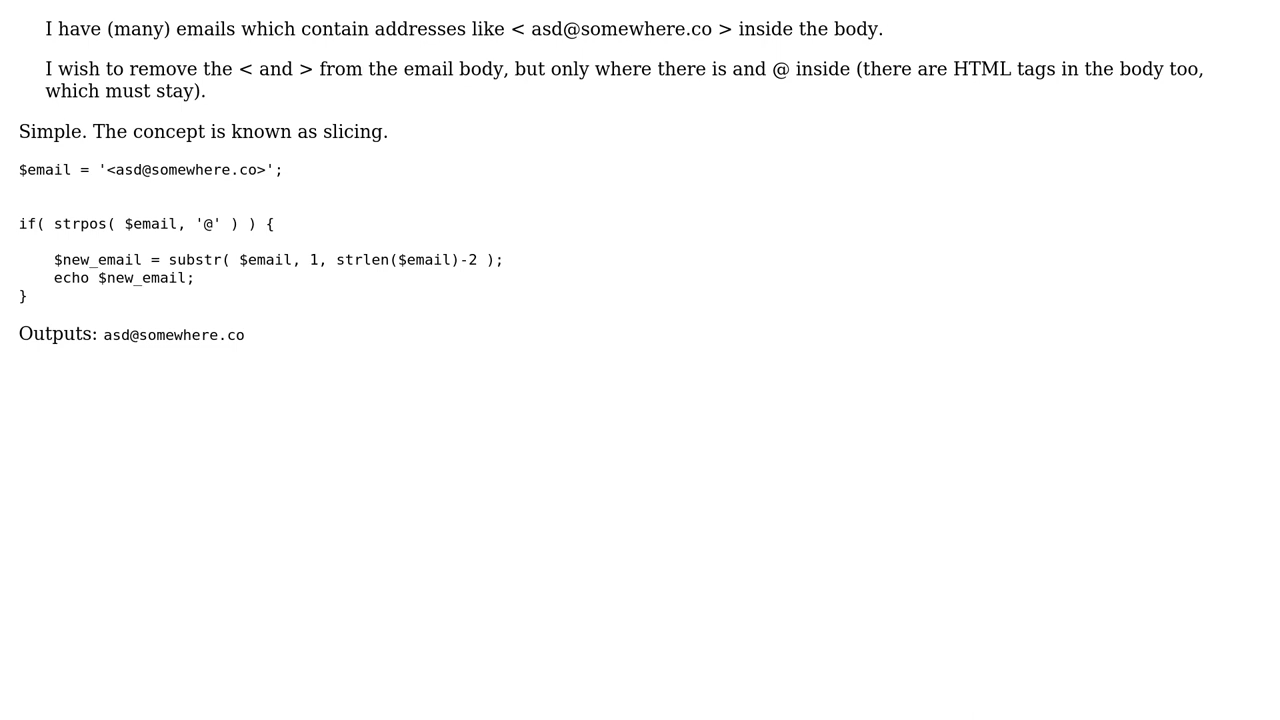 I have (many) emails which contain addresses like < asd@somewhere.co > inside the body.
I wish to remove the < and > from the email body, but only where there is and @ inside (there are HTML tags in the body too,
which must stay).
Simple. The concept is known as slicing.
$email = '<asd@somewhere.co>';
if( strpos( $email, '@' ) ) {
    $new_email = substr( $email, 1, strlen($email)-2 );
    echo $new_email;
}
Outputs: asd@somewhere.co